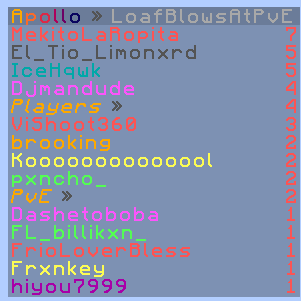 Apollo » LoafBlowsAtPvE
MekitoLaRopita 7
El_Tio_Limonxrd 5
IceHqwk 5
Djmandude 4
Players » 4
ViShoot360 3
brooking 2
Koooooooooooool 2
pxncho_ 2
PvE » 2
Dashetoboba 1
FL_billikxn_ 1
FrioLoverBless 1
Frxnkey 1
hiyou7999 1